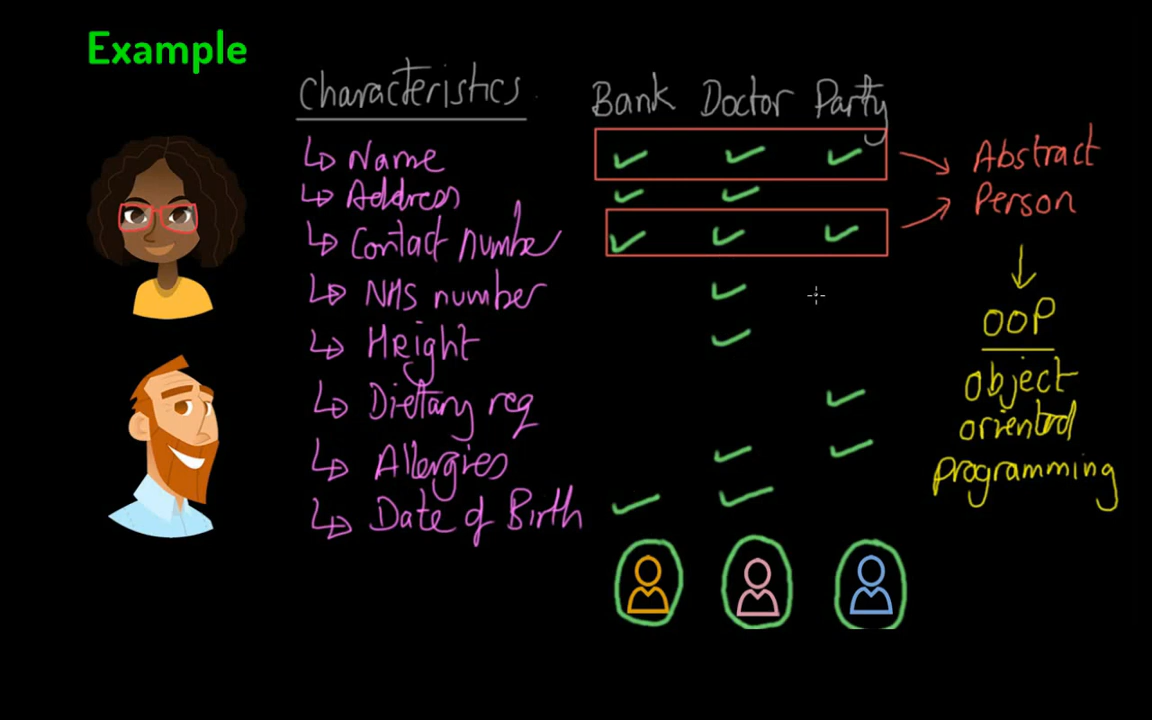 Example
Characteristics Bank Doctor Party
↳ Name ✓ ✓ ✓
↳ Address ✓ ✓
↳ Contact number ✓ ✓ ✓
↳ NHS number ✓
↳ Height ✓
↳ Dietary req ✓
↳ Allergies ✓ ✓
↳ Date of Birth ✓ ✓
Abstract
Person
OOP
Object
oriented
programming